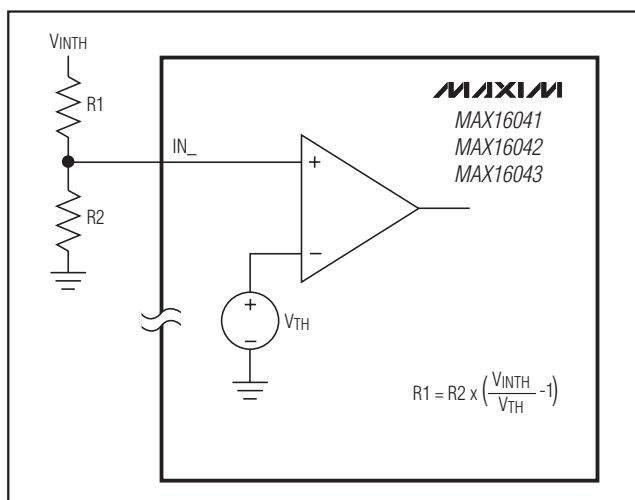 VINTH
R1
R2
IN_
+
−
+
−
VTH
MAXIM
MAX16041
MAX16042
MAX16043
R1 = R2 x (VINTH/VTH -1)